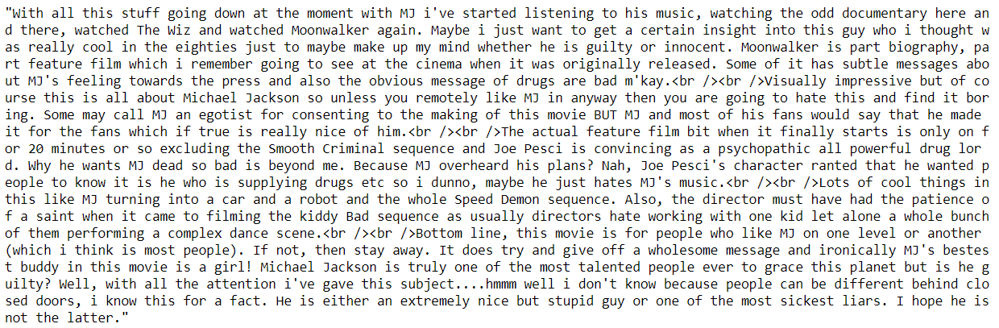 "With all this stuff going down at the moment with MJ i've started listening to his music, watching the odd documentary here an
d there, watched The Wiz and watched Moonwalker again. Maybe i just want to get a certain insight into this guy who i thought w
as really cool in the eighties just to maybe make up my mind whether he is guilty or innocent. Moonwalker is part biography, pa
rt feature film which i remember going to see at the cinema when it was originally released. Some of it has subtle messages abo
ut MJ's feeling towards the press and also the obvious message of drugs are bad m'kay.<br /><br />Visually impressive but of co
urse this is all about Michael Jackson so unless you remotely like MJ in anyway then you are going to hate this and find it bor
ing. Some may call MJ an egotist for consenting to the making of this movie BUT MJ and most of his fans would say that he made 
it for the fans which if true is really nice of him.<br /><br />The actual feature film bit when it finally starts is only on f
or 20 minutes or so excluding the Smooth Criminal sequence and Joe Pesci is convincing as a psychopathic all powerful drug lor
d. Why he wants MJ dead so bad is beyond me. Because MJ overheard his plans? Nah, Joe Pesci's character ranted that he wanted p
eople to know it is he who is supplying drugs etc so i dunno, maybe he just hates MJ's music.<br /><br />Lots of cool things in 
this like MJ turning into a car and a robot and the whole Speed Demon sequence. Also, the director must have had the patience o
f a saint when it came to filming the kiddy Bad sequence as usually directors hate working with one kid let alone a whole bunch 
of them performing a complex dance scene.<br /><br />Bottom line, this movie is for people who like MJ on one level or another 
(which i think is most people). If not, then stay away. It does try and give off a wholesome message and ironically MJ's bestes
t buddy in this movie is a girl! Michael Jackson is truly one of the most talented people ever to grace this planet but is he g
uilty? Well, with all the attention i've gave this subject....hmmm well i don't know because people can be different behind clo
sed doors, i know this for a fact. He is either an extremely nice but stupid guy or one of the most sickest liars. I hope he is 
not the latter."